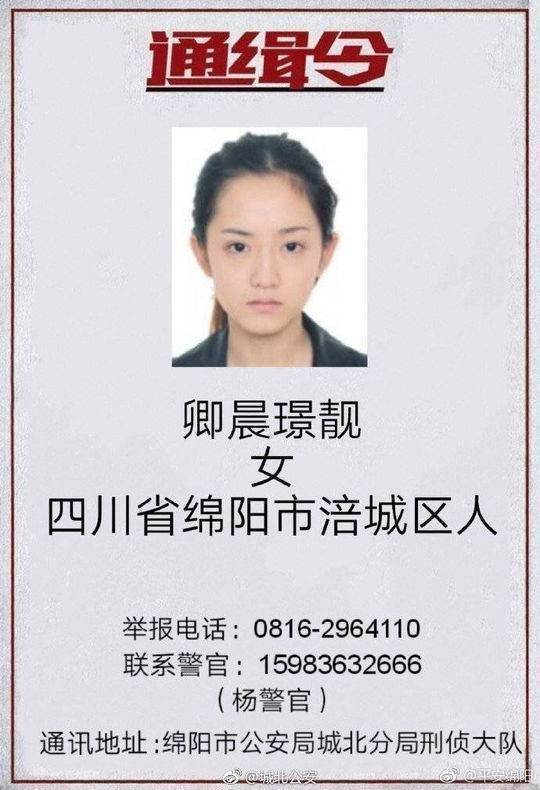 通缉令
卿晨璟靓
女
四川省绵阳市涪城区人
举报电话：0816-2964110
联系警官：15983632666
（杨警官）
通讯地址:绵阳市公安局城北分局刑侦大队
@城北公安
@平安绵阳